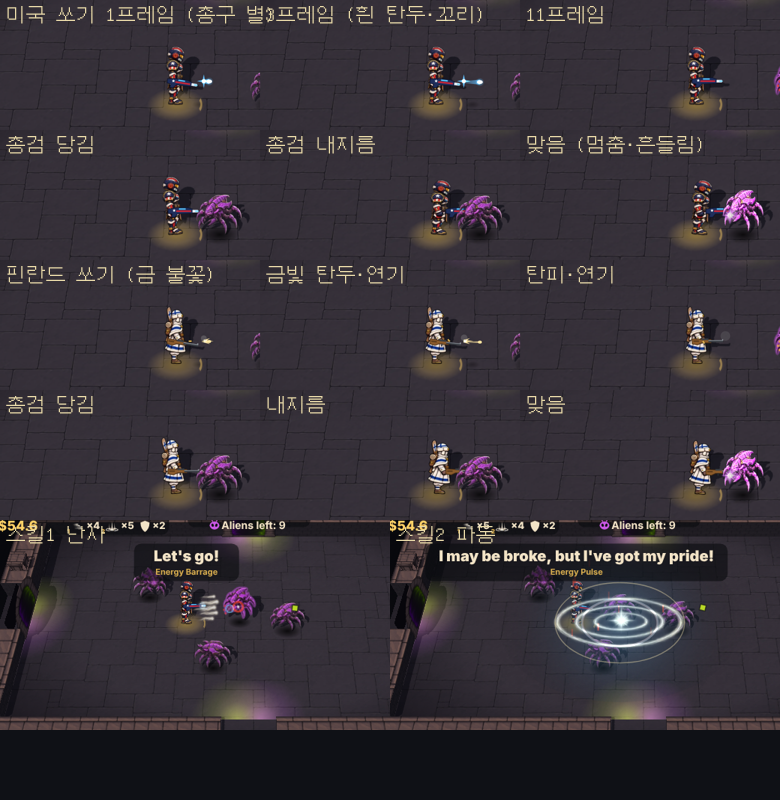 미국 쏘기 1프레임 (총구 별)
3프레임 (흰 탄두·꼬리)
11프레임
총검 당김
총검 내지름
맞음 (멈춤·흔들림)
핀란드 쏘기 (금 불꽃)
금빛 탄두·연기
탄피·연기
총검 당김
내지름
맞음
$54.6
스킬1 난사
×4 ×5 ×2
Aliens left: 9
$54.6
스킬2 파동
×5 ×4 ×2
Aliens left: 9
Let's go!
Energy Barrage
I may be broke, but I've got my pride!
Energy Pulse